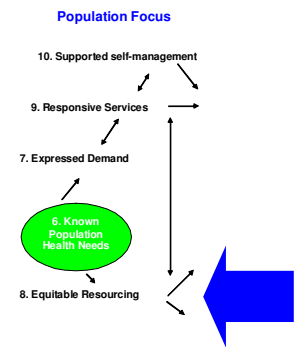 Population Focus
10. Supported self-management
9. Responsive Services
7. Expressed Demand
6. Known
Population
Health Needs
8. Equitable Resourcing